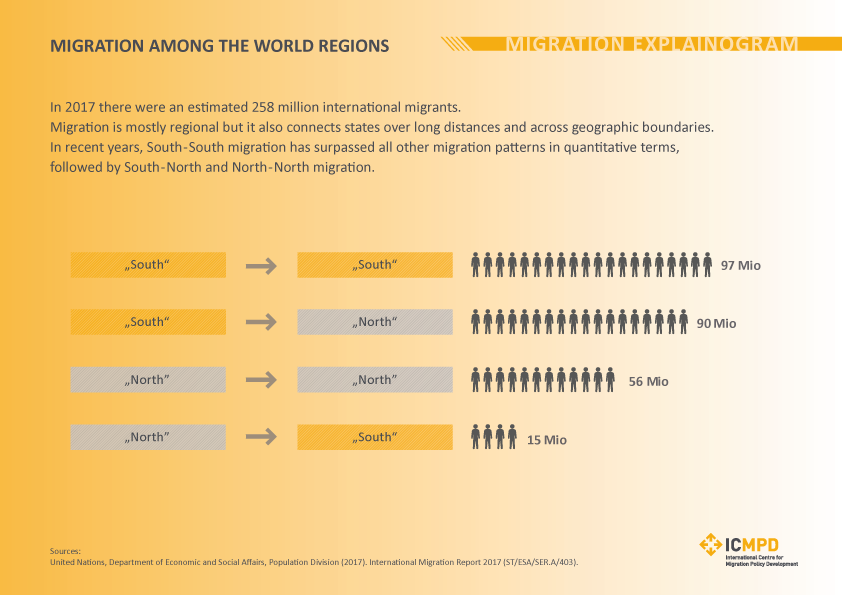 MIGRATION AMONG THE WORLD REGIONS
MIGRATION EXPLAINOGRAM
In 2017 there were an estimated 258 million international migrants.
Migration is mostly regional but it also connects states over long distances and across geographic boundaries.
In recent years, South-South migration has surpassed all other migration patterns in quantitative terms,
followed by South-North and North-North migration.
„South“ → „South“ 97 Mio
„South“ → „North“ 90 Mio
„North” → „North“ 56 Mio
„North” → „South“ 15 Mio
ICMPD
International Centre for
Migration Policy Development
Sources:
United Nations, Department of Economic and Social Affairs, Population Division (2017). International Migration Report 2017 (ST/ESA/SER.A/403).